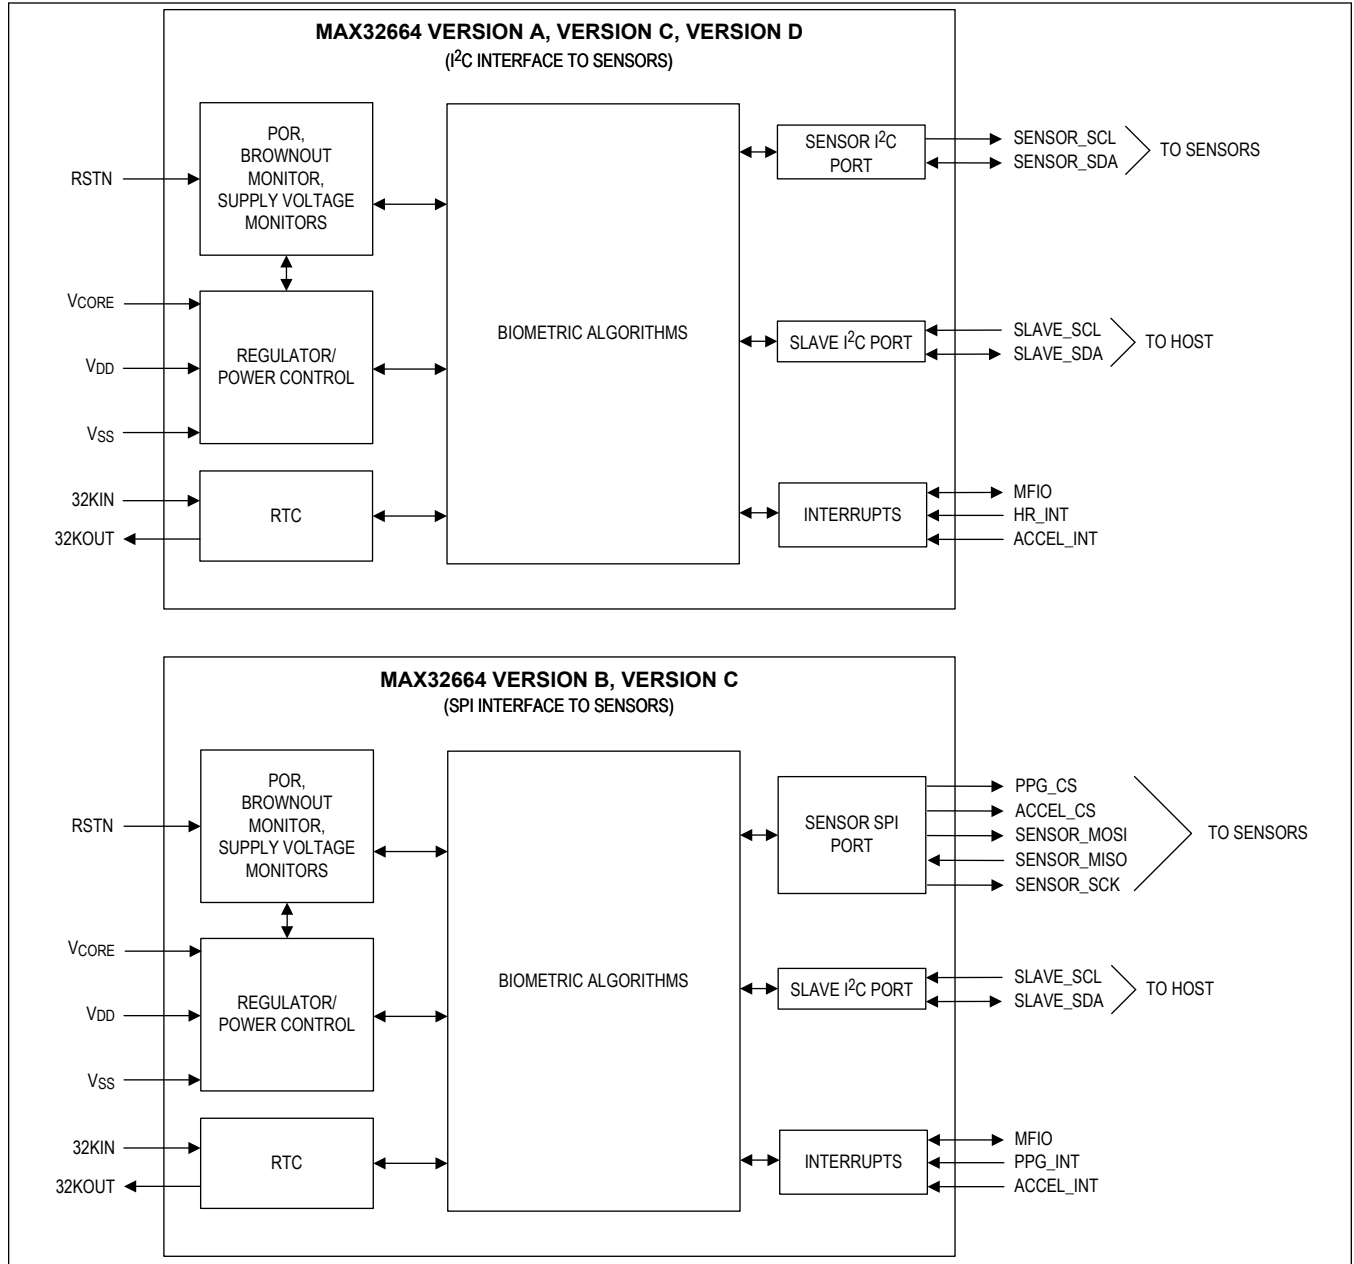 MAX32664 VERSION A, VERSION C, VERSION D
(I2C INTERFACE TO SENSORS)
POR,
BROWNOUT
MONITOR,
SUPPLY VOLTAGE
MONITORS
RSTN
VCORE
VDD
VSS
REGULATOR/
POWER CONTROL
32KIN
32KOUT
RTC
BIOMETRIC ALGORITHMS
SENSOR I2C
PORT
SENSOR_SCL
SENSOR_SDA
TO SENSORS
SLAVE I2C PORT
SLAVE_SCL
SLAVE_SDA
TO HOST
INTERRUPTS
MFIO
HR_INT
ACCEL_INT
MAX32664 VERSION B, VERSION C
(SPI INTERFACE TO SENSORS)
POR,
BROWNOUT
MONITOR,
SUPPLY VOLTAGE
MONITORS
RSTN
VCORE
VDD
VSS
REGULATOR/
POWER CONTROL
32KIN
32KOUT
RTC
BIOMETRIC ALGORITHMS
SENSOR SPI
PORT
PPG_CS
ACCEL_CS
SENSOR_MOSI
SENSOR_MISO
SENSOR_SCK
TO SENSORS
SLAVE I2C PORT
SLAVE_SCL
SLAVE_SDA
TO HOST
INTERRUPTS
MFIO
PPG_INT
ACCEL_INT